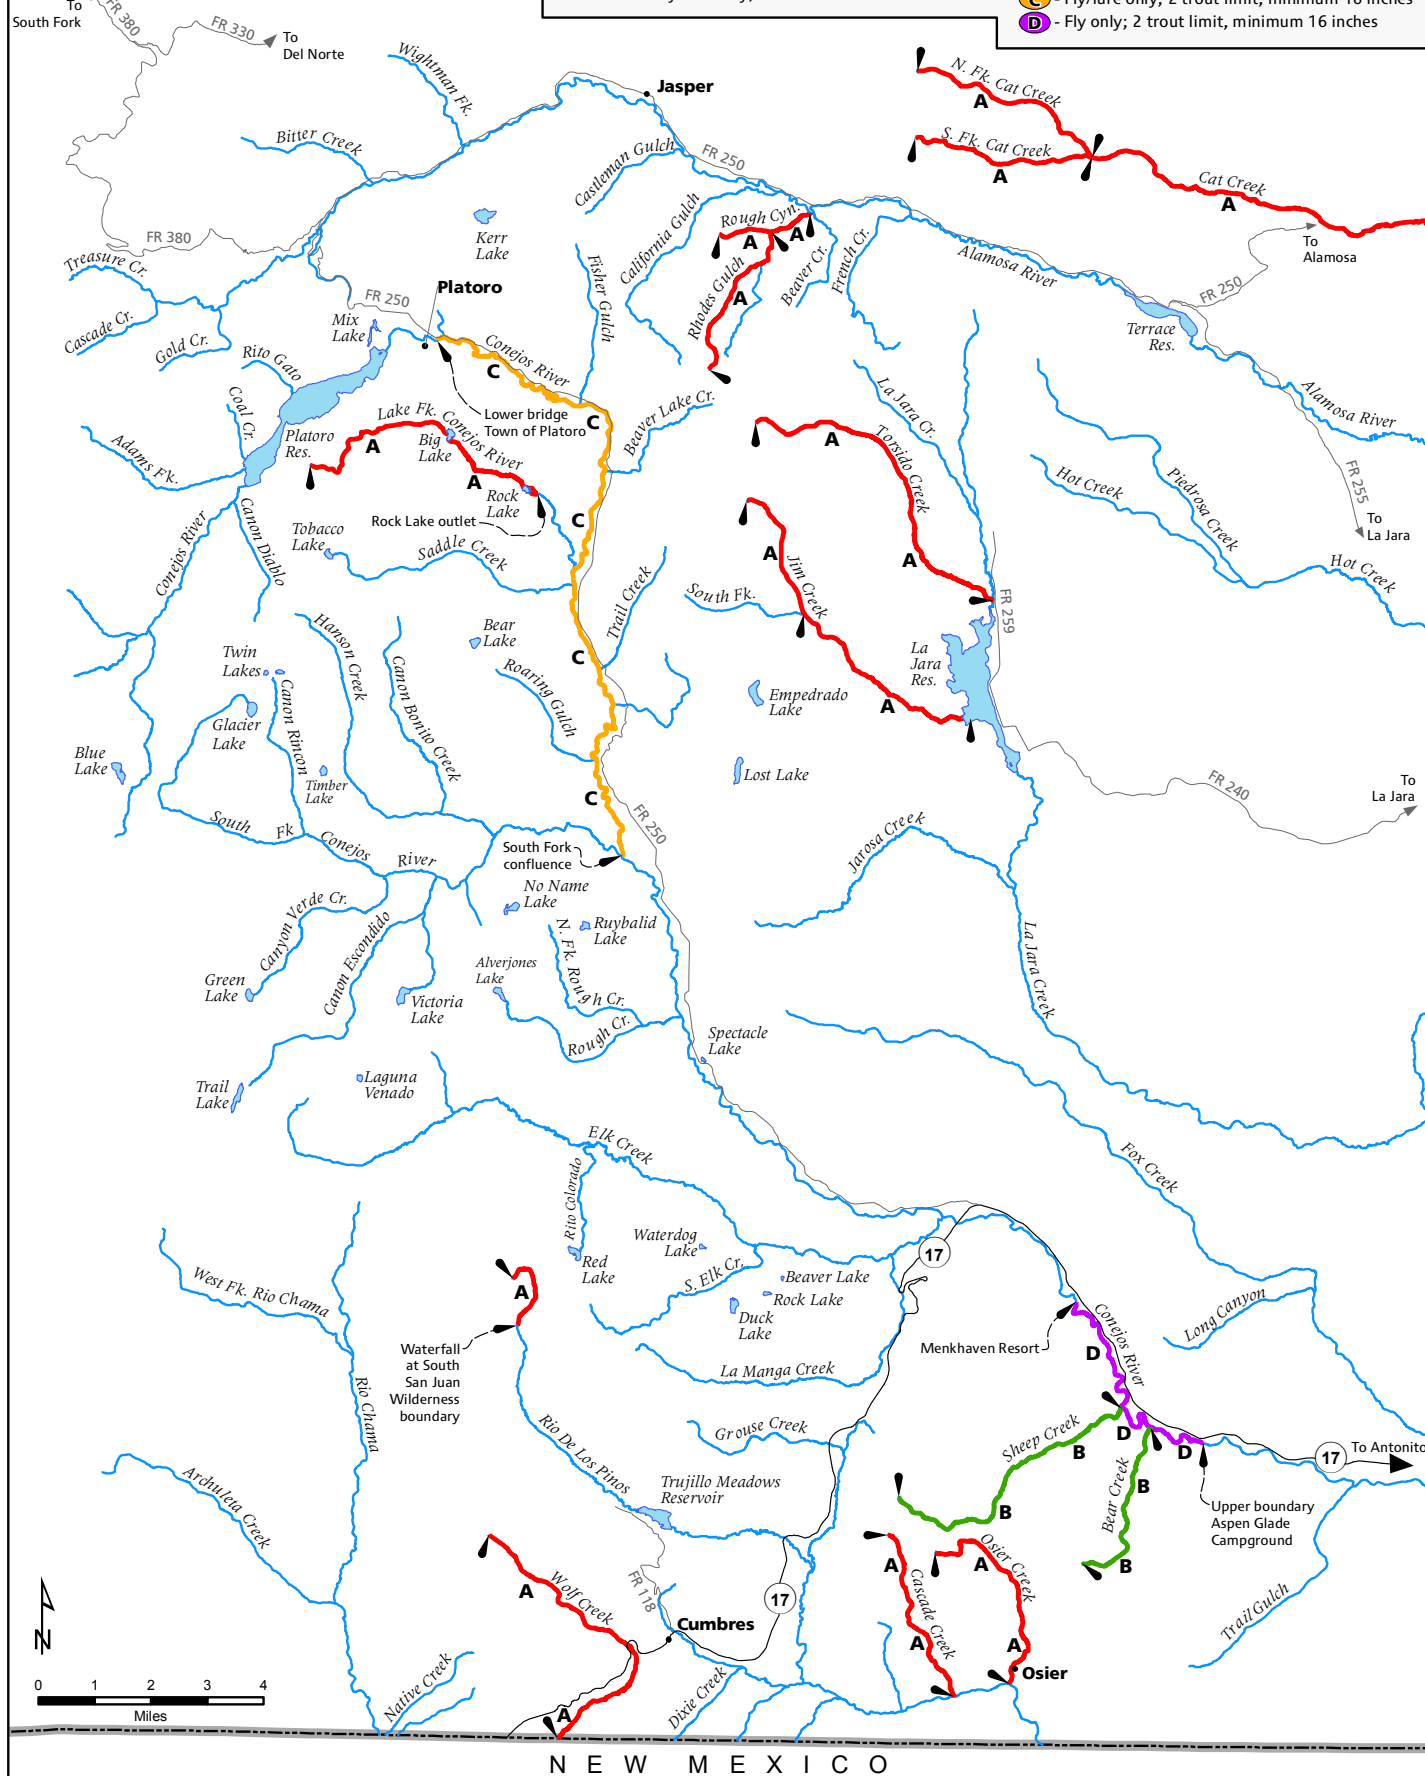 To
South Fork
FR 380
FR 330
To
Del Norte
D - Fly only; 2 trout limit, minimum 16 inches
Wightman Fk.
Jasper
N. Fk. Cat Creek
A
Bitter Creek
Castleman Gulch
FR 250
S. Fk. Cat Creek
A
Cat Creek
A
FR 380
Treasure Cr.
Kerr
Lake
California Gulch
Rough Cyn.
A
A
Beaver Cr.
French Cr.
Alamosa River
To
Alamosa
FR 250
Fisher Gulch
Rhodes Gulch
A
Platoro
FR 250
Mix
Lake
Cascade Cr.
Gold Cr.
Rito Gato
Conejos River
C
Terrace
Res.
Coal Cr.
Lake Fk. Conejos River
A
Big
Lake
Lower bridge
Town of Platoro
C
Beaver Lake Cr.
La Jara Cr.
Alamosa River
Adams Fk.
Platoro
Res.
A
Rock
Lake
Rock Lake outlet
A
Torsido Creek
A
Hot Creek
Piedrosa Creek
FR 255
To
La Jara
Conejos River
Canon Diablo
Tobacco
Lake
Saddle Creek
C
A
Jim Creek
South Fk.
Hot Creek
Trail Creek
FR 259
Hanson Creek
Canon Bonito Creek
Bear
Lake
C
Twin
Lakes
Canon Rincon
Roaring Gulch
La
Jara
Res.
Empedrado
Lake
A
Glacier
Lake
Blue
Lake
Timber
Lake
Lost Lake
FR 240
To
La Jara
C
South Fk Conejos River
FR 250
South Fork
confluence
Jarosa Creek
No Name
Lake
Canyon Verde Cr.
Canon Escondido
Ruybalid
Lake
N. Fk. Rough Cr.
Alverjones
Lake
Green
Lake
Victoria
Lake
La Jara Creek
Rough Cr.
Spectacle
Lake
Trail
Lake
Laguna
Venado
Elk Creek
Fox Creek
Rito Colorado
Waterdog
Lake
Red
Lake
S. Elk Cr.
17
Beaver Lake
Rock Lake
Duck
Lake
West Fk. Rio Chama
A
Waterfall
at South
San Juan
Wilderness
boundary
Menkhaven Resort
Conejos River
D
Long Canyon
La Manga Creek
Rio Chama
Rio De Los Pinos
Grouse Creek
Sheep Creek
B
D
D
17
To Antonito
Archuleta Creek
Trujillo Meadows
Reservoir
B
Bear Creek
B
Upper boundary
Aspen Glade
Campground
B
A
Wolf Creek
FR 118
17
A
Cascade Creek
A
A
Osier Creek
A
Osier
Trail Gulch
Cumbres
N
0 1 2 3 4
Miles
Native Creek
A
Dixie Creek
NEW MEXICO